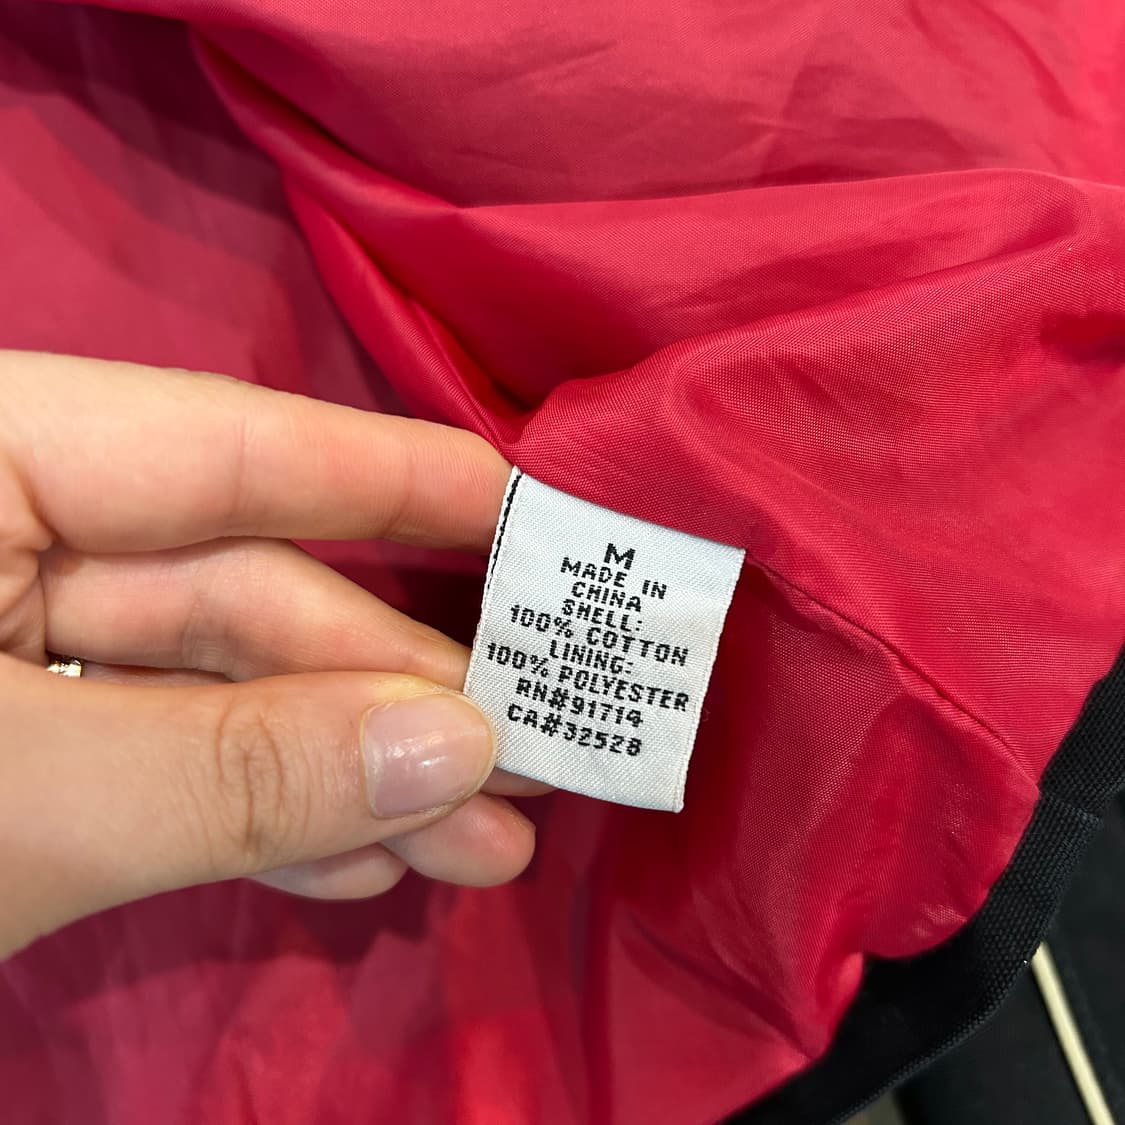 M
MADE IN
CHINA
SHELL:
100% COTTON
LINING:
100% POLYESTER
RN#91714
CA#32528